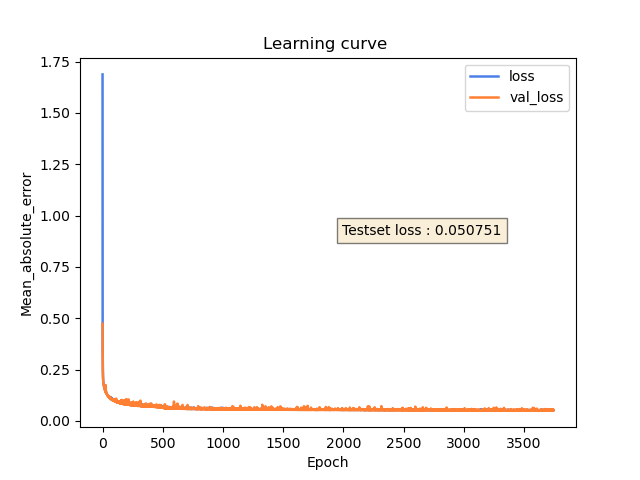 Learning curve
loss
val_loss
Testset loss : 0.050751
Mean_absolute_error
1.75
1.50
1.25
1.00
0.75
0.50
0.25
0.00
0 500 1000 1500 2000 2500 3000 3500
Epoch